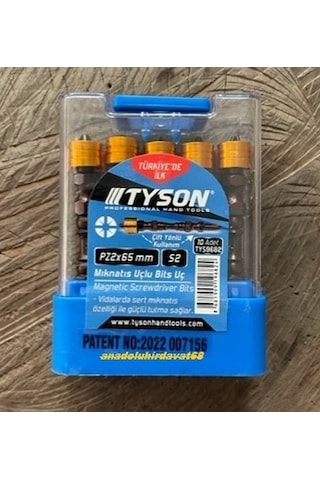 TÜRKİYE'DE
İLK
TYSON
PROFESSIONAL HAND TOOLS
Çift Yönlü
Kullanım
10 Adet
TYS9682
PZ2x65 mm
S2
Mıknatıs Uçlu Bits Uç
Magnetic Screwdriver Bits
- Vidalarda sert mıknatıs
özelliği ile güçlü tutma sağlar.
www.tysonhandtools.com
PATENT NO:2022 007156
anadoluhirdavat68